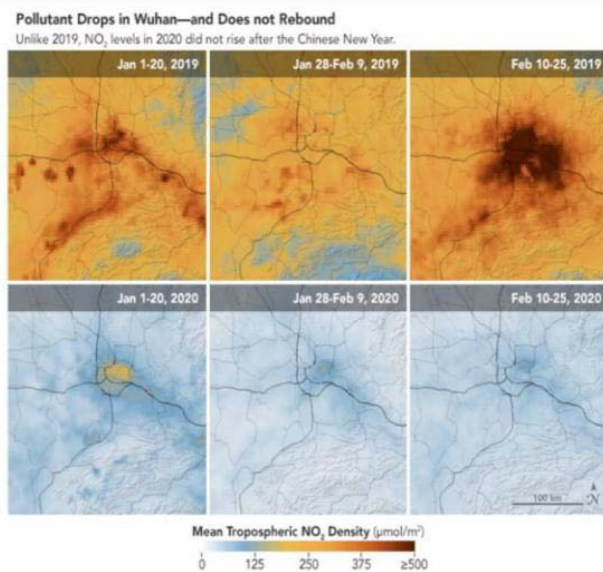 Pollutant Drops in Wuhan—and Does not Rebound
Unlike 2019, NO₂ levels in 2020 did not rise after the Chinese New Year.
Jan 1-20, 2019
Jan 28-Feb 9, 2019
Feb 10-25, 2019
Jan 1-20, 2020
Jan 28-Feb 9, 2020
Feb 10-25, 2020
N
100 km
Mean Tropospheric NO₂ Density (μmol/m²)
0 125 250 375 ≥500